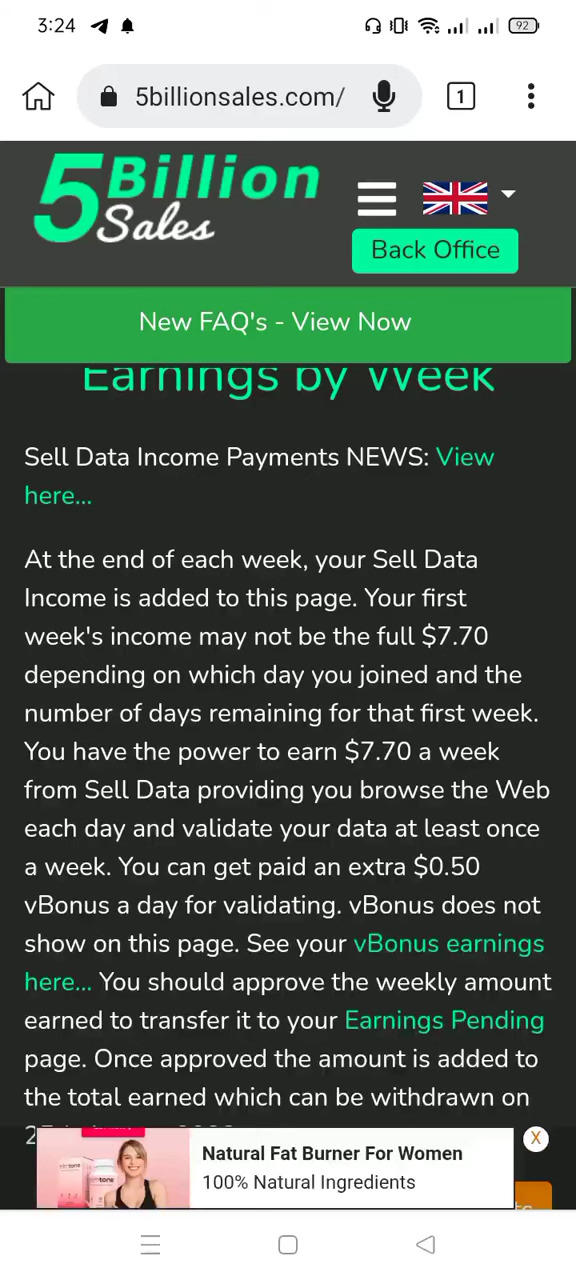 3:24
92
5billionsales.com/
1
5 Billion
Sales
Back Office
New FAQ's - View Now
Earnings by Week
Sell Data Income Payments NEWS: View
here...
At the end of each week, your Sell Data
Income is added to this page. Your first
week's income may not be the full $7.70
depending on which day you joined and the
number of days remaining for that first week.
You have the power to earn $7.70 a week
from Sell Data providing you browse the Web
each day and validate your data at least once
a week. You can get paid an extra $0.50
vBonus a day for validating. vBonus does not
show on this page. See your vBonus earnings
here... You should approve the weekly amount
earned to transfer it to your Earnings Pending
page. Once approved the amount is added to
the total earned which can be withdrawn on
Natural Fat Burner For Women
100% Natural Ingredients
X